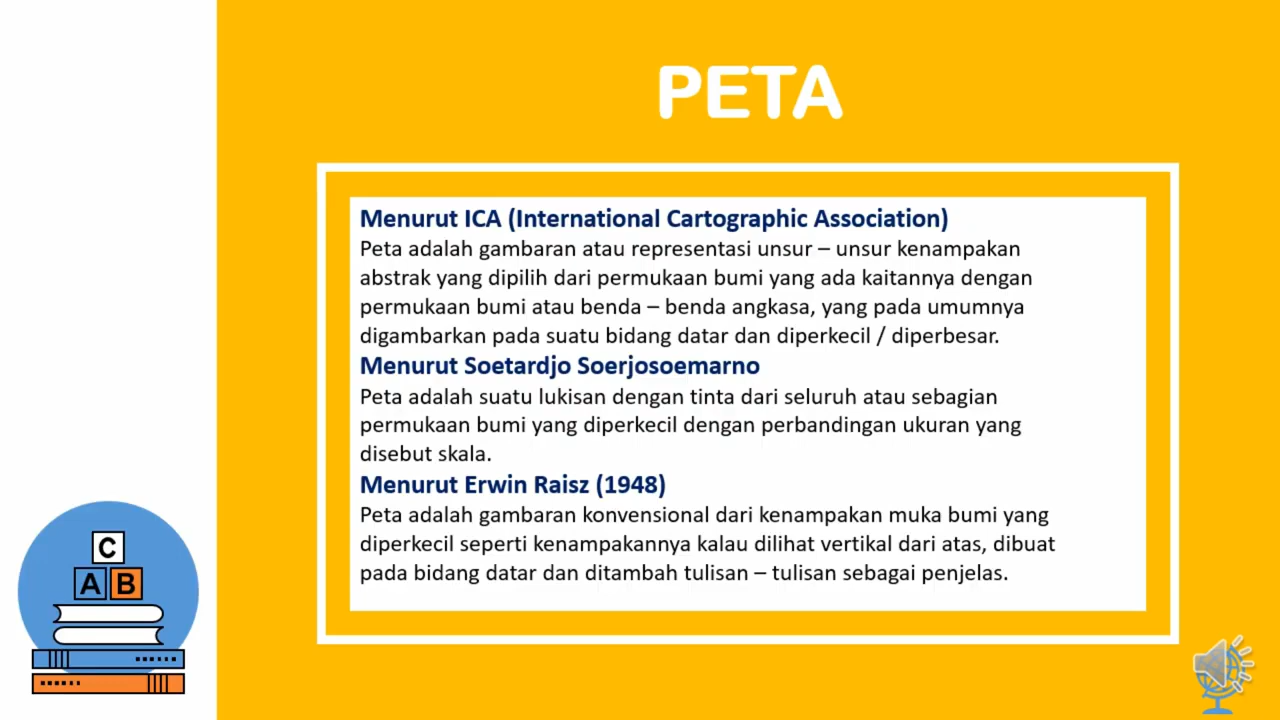 PETA
Menurut ICA (International Cartographic Association)
Peta adalah gambaran atau representasi unsur – unsur kenampakan
abstrak yang dipilih dari permukaan bumi yang ada kaitannya dengan
permukaan bumi atau benda – benda angkasa, yang pada umumnya
digambarkan pada suatu bidang datar dan diperkecil / diperbesar.
Menurut Soetardjo Soerjosoemarno
Peta adalah suatu lukisan dengan tinta dari seluruh atau sebagian
permukaan bumi yang diperkecil dengan perbandingan ukuran yang
disebut skala.
Menurut Erwin Raisz (1948)
Peta adalah gambaran konvensional dari kenampakan muka bumi yang
diperkecil seperti kenampakannya kalau dilihat vertikal dari atas, dibuat
pada bidang datar dan ditambah tulisan – tulisan sebagai penjelas.
C
A B